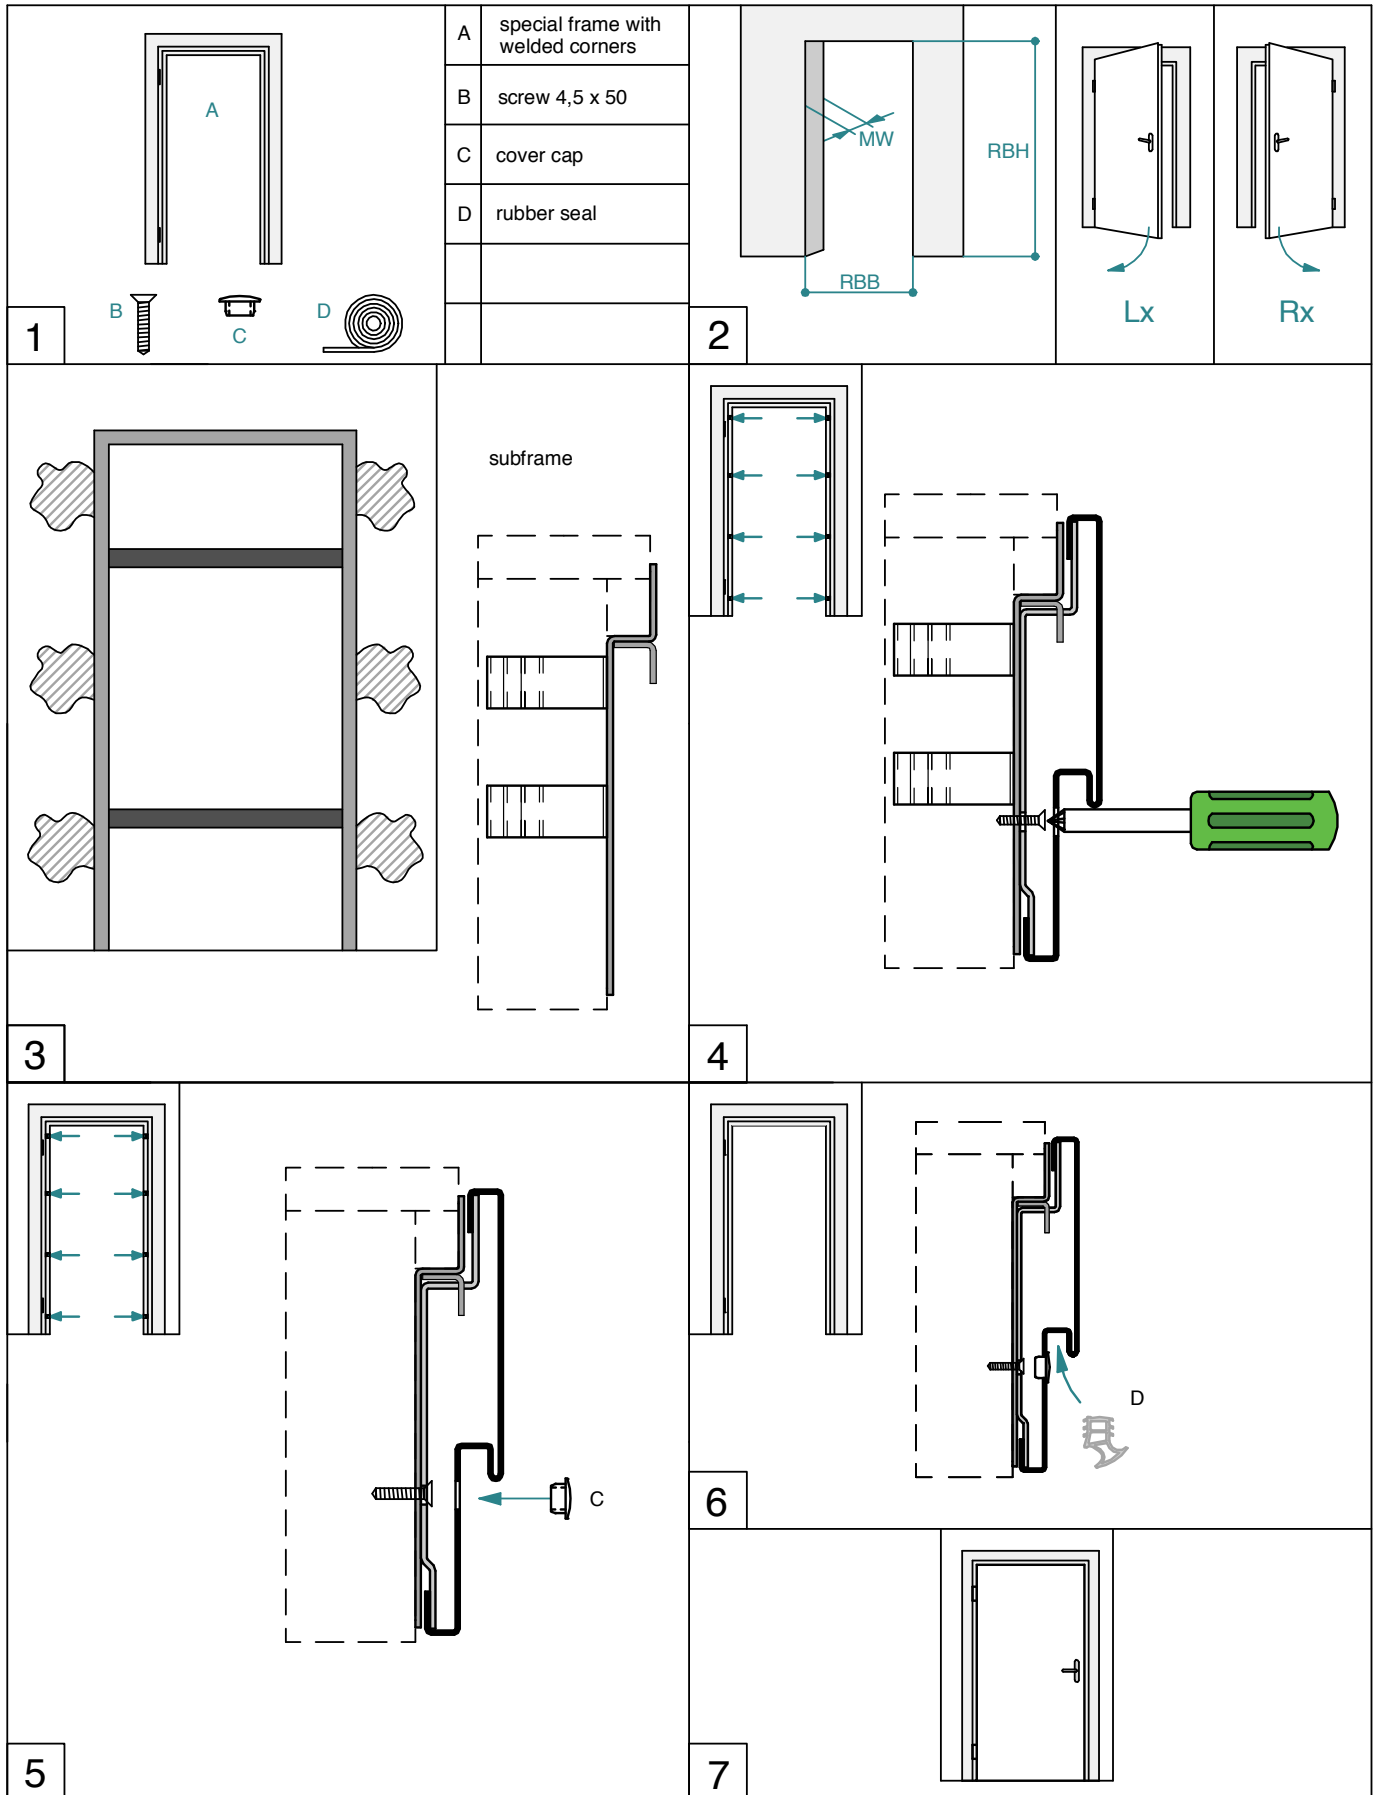 A
B
C
D
1
A
special frame with
welded corners
B
screw 4,5 x 50
C
cover cap
D
rubber seal
MW
RBH
RBB
2
Lx
Rx
subframe
3
4
C
5
D
6
7